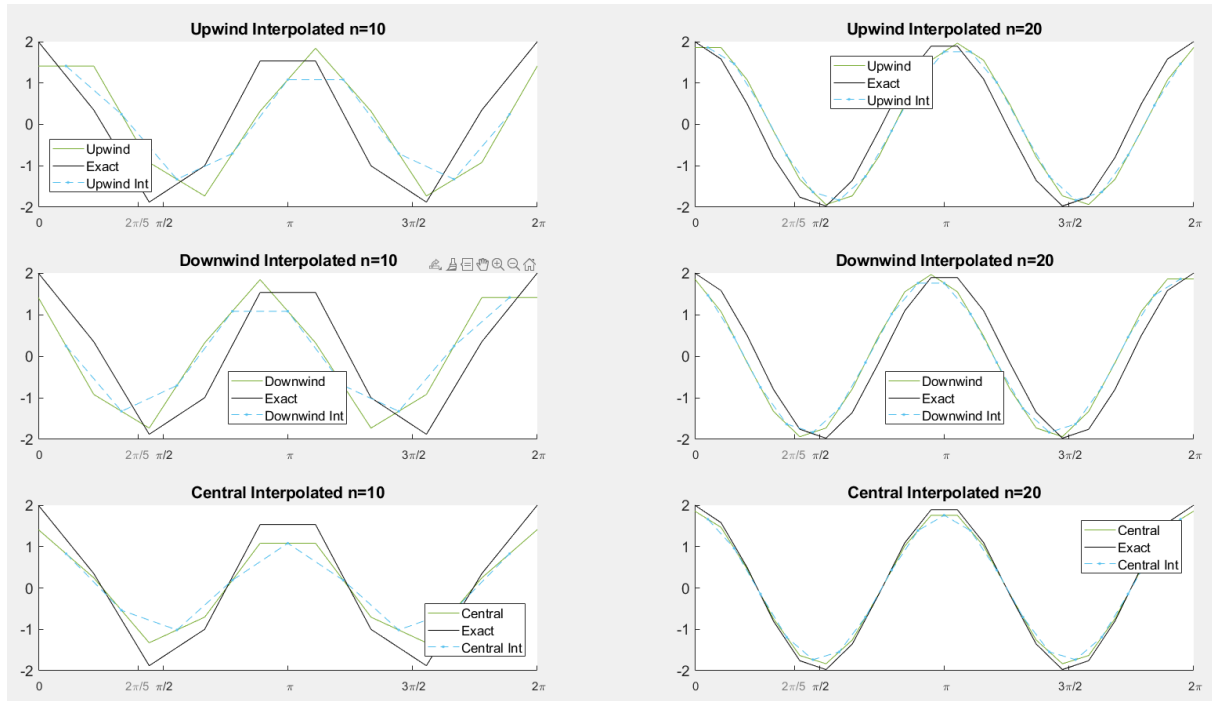 Upwind Interpolated n=10
2
1
0
-1
-2
Upwind
Exact
Upwind Int
0
2π/5
π/2
π
3π/2
2π
Upwind Interpolated n=20
2
1
0
-1
-2
Upwind
Exact
Upwind Int
0
2π/5
π/2
π
3π/2
2π
Downwind Interpolated n=10
2
1
0
-1
-2
Downwind
Exact
Downwind Int
0
2π/5
π/2
π
3π/2
2π
Downwind Interpolated n=20
2
1
0
-1
-2
Downwind
Exact
Downwind Int
0
2π/5
π/2
π
3π/2
2π
Central Interpolated n=10
2
1
0
-1
-2
Central
Exact
Central Int
0
2π/5
π/2
π
3π/2
2π
Central Interpolated n=20
2
1
0
-1
-2
Central
Exact
Central Int
0
2π/5
π/2
π
3π/2
2π